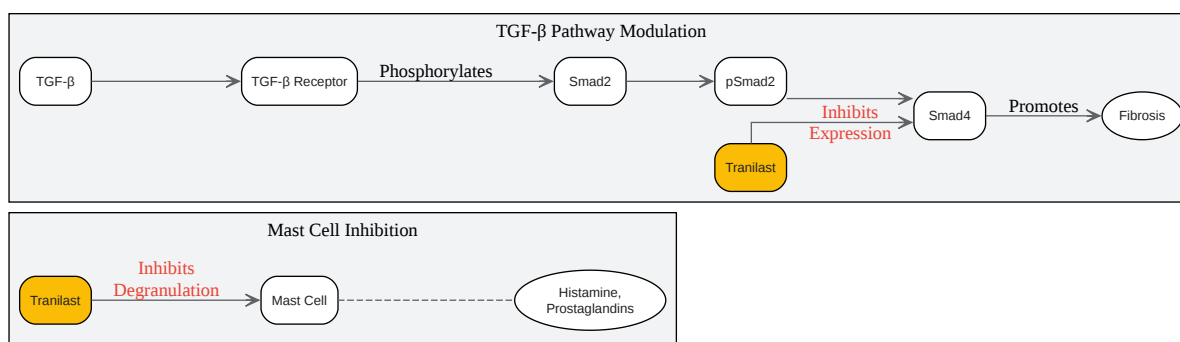 TGF-β Pathway Modulation
TGF-β
TGF-β Receptor
Phosphorylates
Smad2
pSmad2
Inhibits
Expression
Tranilast
Smad4
Promotes
Fibrosis
Mast Cell Inhibition
Tranilast
Inhibits
Degranulation
Mast Cell
Histamine,
Prostaglandins